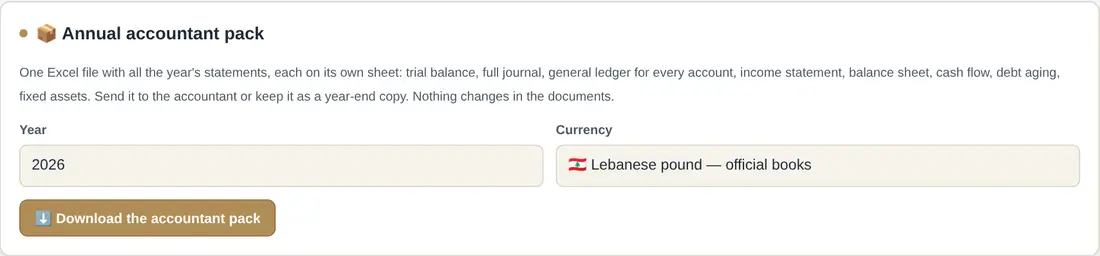 📦 Annual accountant pack
One Excel file with all the year's statements, each on its own sheet: trial balance, full journal, general ledger for every account, income statement, balance sheet, cash flow, debt aging,
fixed assets. Send it to the accountant or keep it as a year-end copy. Nothing changes in the documents.
Year
Currency
2026
🇱🇧 Lebanese pound — official books
⬇️ Download the accountant pack